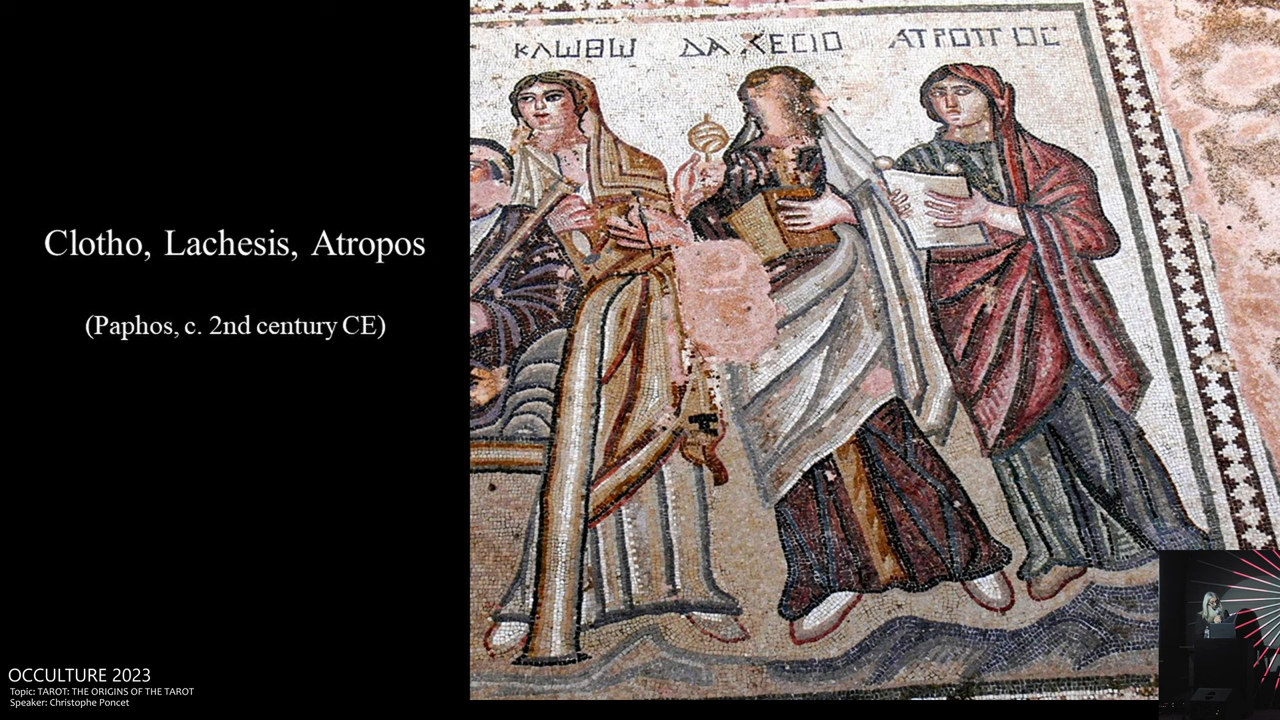 ΚΛωΘω ΔΑΧΕϹΙΟ ΑΤΡΟΠΟϹ
Clotho, Lachesis, Atropos
(Paphos, c. 2nd century CE)
OCCULTURE 2023
Topic: TAROT: THE ORIGINS OF THE TAROT
Speaker: Christophe Poncet